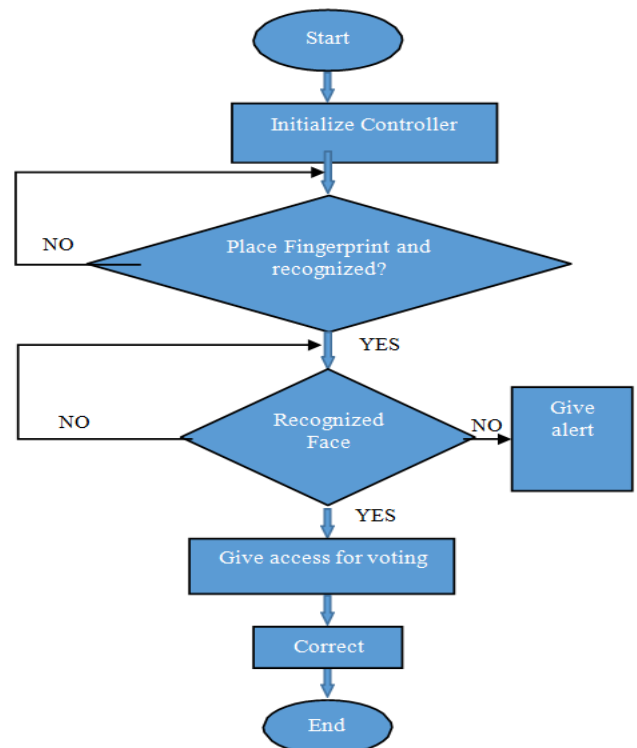 Start
Initialize Controller
Place Fingerprint and
recognized?
NO
YES
Recognized
Face
NO
NO
Give
alert
YES
Give access for voting
Correct
End